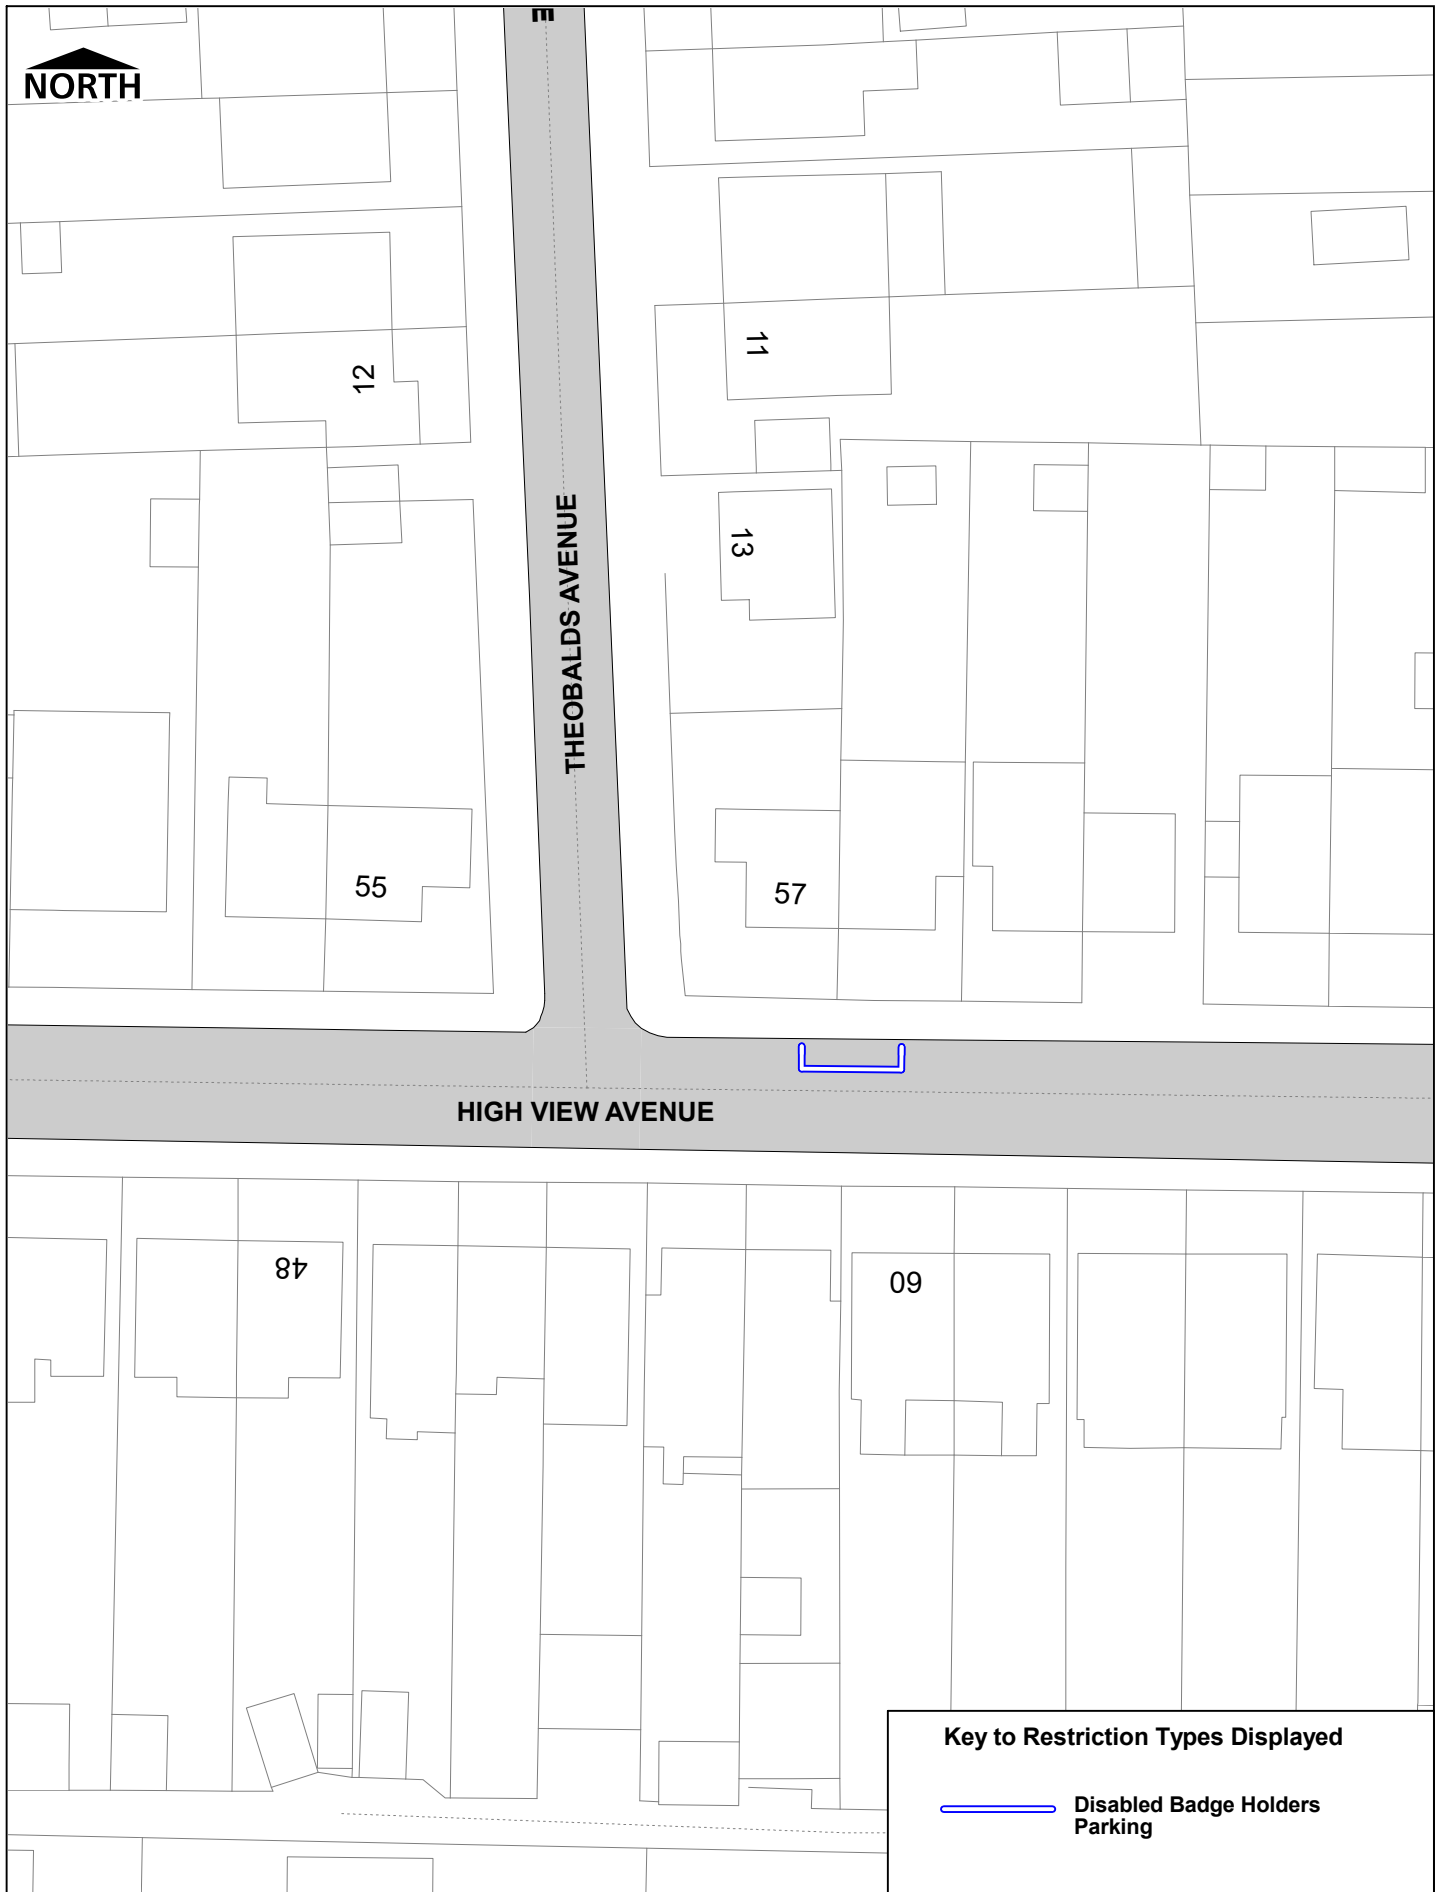 E
NORTH
11
12
THEOBALDS AVENUE
13
55
57
HIGH VIEW AVENUE
48
60
Key to Restriction Types Displayed
Disabled Badge Holders
Parking